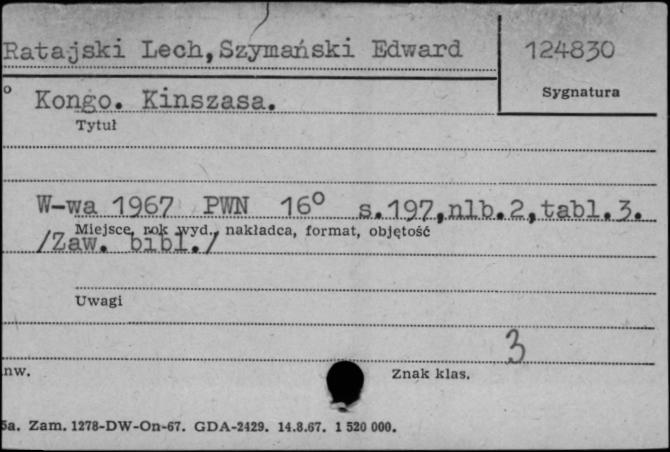 Ratajski Lech,Szymański Edward
124830
Sygnatura
° Kongo. Kinszasa.
Tytuł
W-wa 1967 PWN 16° s.197,nlb.2,tabl.3.
Miejsce, rok wyd., nakładca, format, objętość
/Zaw. bibl./
Uwagi
3
nw.
Znak klas.
5a. Zam. 1278-DW-On-67. GDA-2429. 14.8.67. 1 520 000.